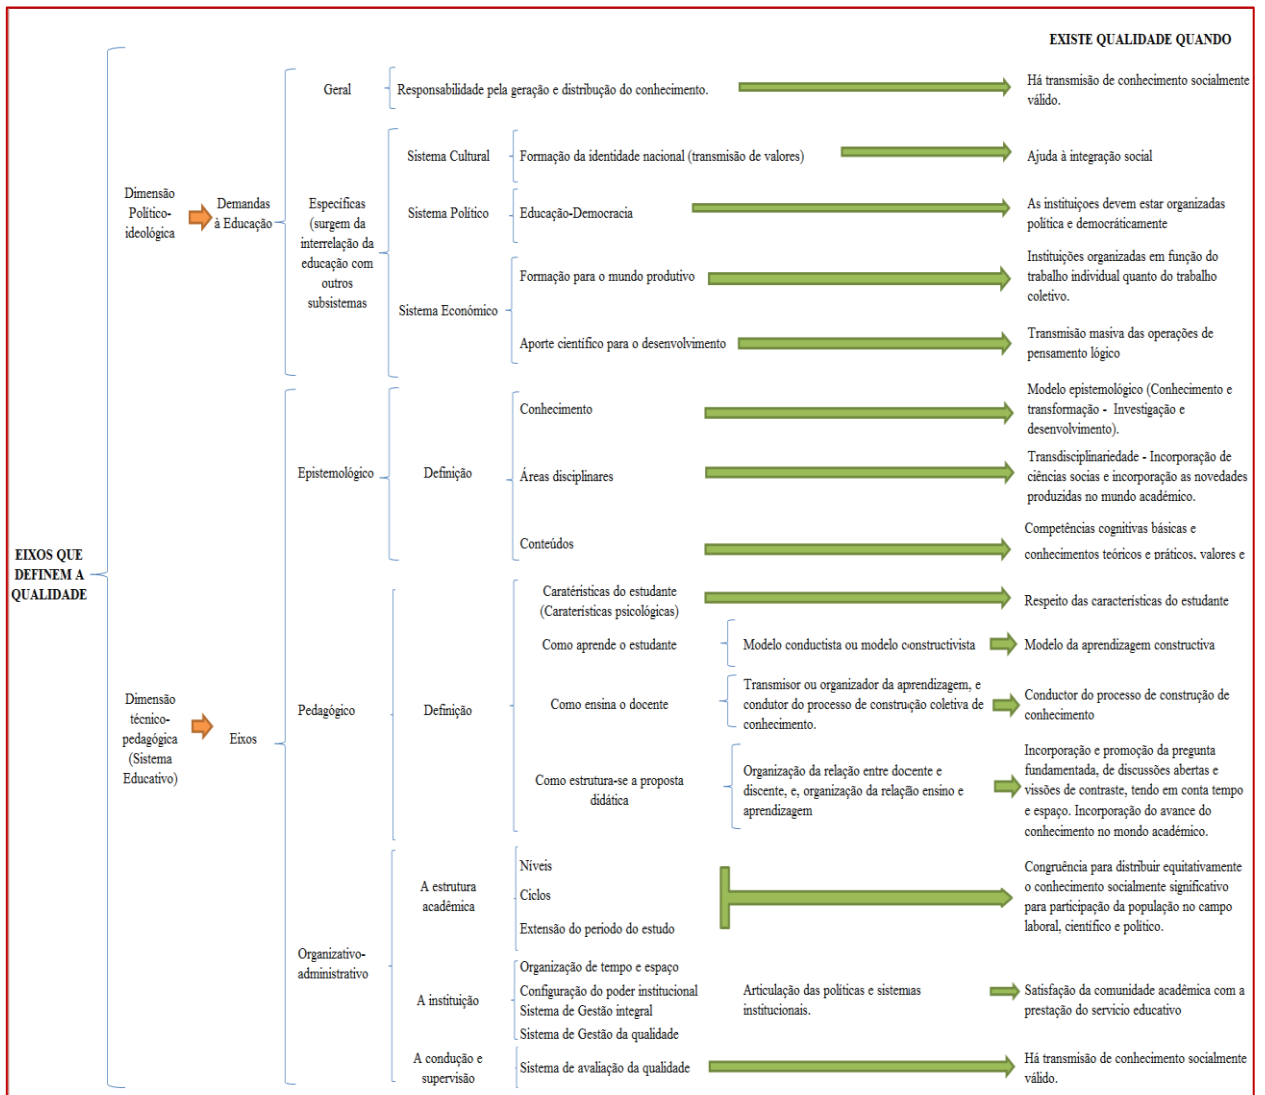 EXISTE QUALIDADE QUANDO
Geral
Responsabilidade pela geração e distribução do conhecimento.
Há transmisão de conhecimento socialmente
válido.
Sistema Cultural
Formação da identidade nacional (transmisão de valores)
Ajuda à integração social
Dimensão
Político-
ideológica
Demandas
à Educação
Específicas
(surgem da
interrelação da
educação com
outros
subsistemas
Sistema Político
Educação-Democracia
As instituiçoes devem estar organizadas
política e democráticamente
Sistema Económico
Formação para o mundo produtivo
Instituições organizadas em função do
trabalho individual quanto do trabalho
coletivo.
Aporte científico para o desenvolvimento
Transmisão masiva das operações de
pensamento lógico
Epistemológico
Definição
Conhecimento
Modelo epistemológico (Conhecimento e
transformação - Investigação e
desenvolvimento).
Áreas disciplinares
Transdisciplinariedade - Incorporação de
ciências socias e incorporação as novedades
produzidas no mundo académico.
Conteúdos
Competências cognitivas básicas e
conhecimentos teóricos e práticos, valores e
EIXOS QUE
DEFINEM A
QUALIDADE
Dimensão
técnico-
pedagógica
(Sistema
Educativo)
Eixos
Pedagógico
Definição
Caratéristicas do estudante
(Caraterísticas psicológicas)
Respeito das características do estudante
Como aprende o estudante
Modelo conductista ou modelo constructivista
Modelo da aprendizagem constructiva
Como ensina o docente
Transmisor ou organizador da aprendizagem, e
condutor do processo de construção coletiva de
conhecimento.
Conductor do processo de construção de
conhecimento
Como estrutura-se a proposta
didática
Organização da relação entre docente e
discente, e, organização da relação ensino e
aprendizagem
Incorporação e promoção da pregunta
fundamentada, de discussões abertas e
vissões de contraste, tendo em conta tempo
e espaço. Incorporação do avance do
conhecimento no mundo académico.
Organizativo-
administrativo
A estrutura
acadêmica
Níveis
Ciclos
Extensão do periodo do estudo
Congruência para distribuir equitativamente
o conhecimento socialmente significativo
para participação da população no campo
laboral, científico e político.
A instituição
Organização de tempo e espaço
Configuração do poder institucional
Sistema de Gestão integral
Sistema de Gestão da qualidade
Articulação das políticas e sistemas
institucionais.
Satisfação da comunidade acadêmica com a
prestação do servicio educativo
A condução e
supervisão
Sistema de avaliação da qualidade
Há transmisão de conhecimento socialmente
válido.